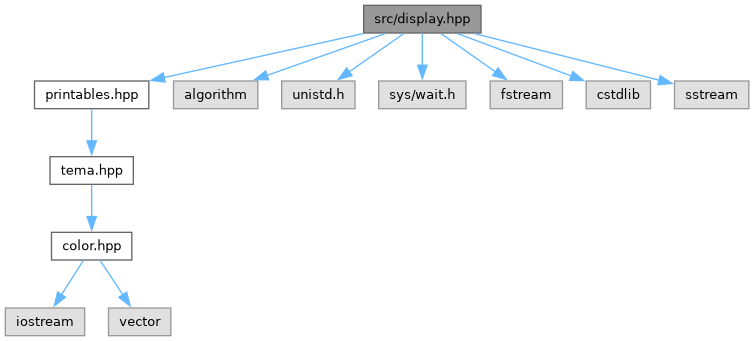 src/display.hpp
printables.hpp
algorithm
unistd.h
sys/wait.h
fstream
cstdlib
sstream
tema.hpp
color.hpp
iostream
vector